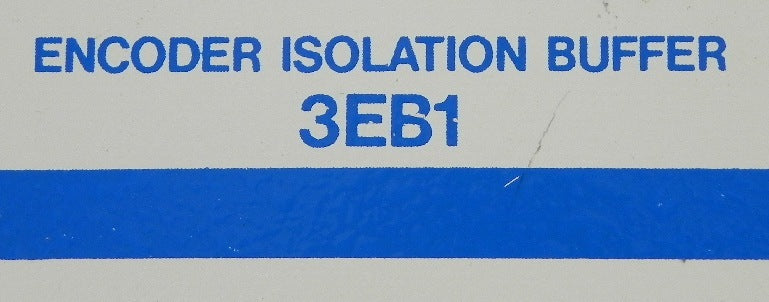 ENCODER ISOLATION BUFFER
3EB1